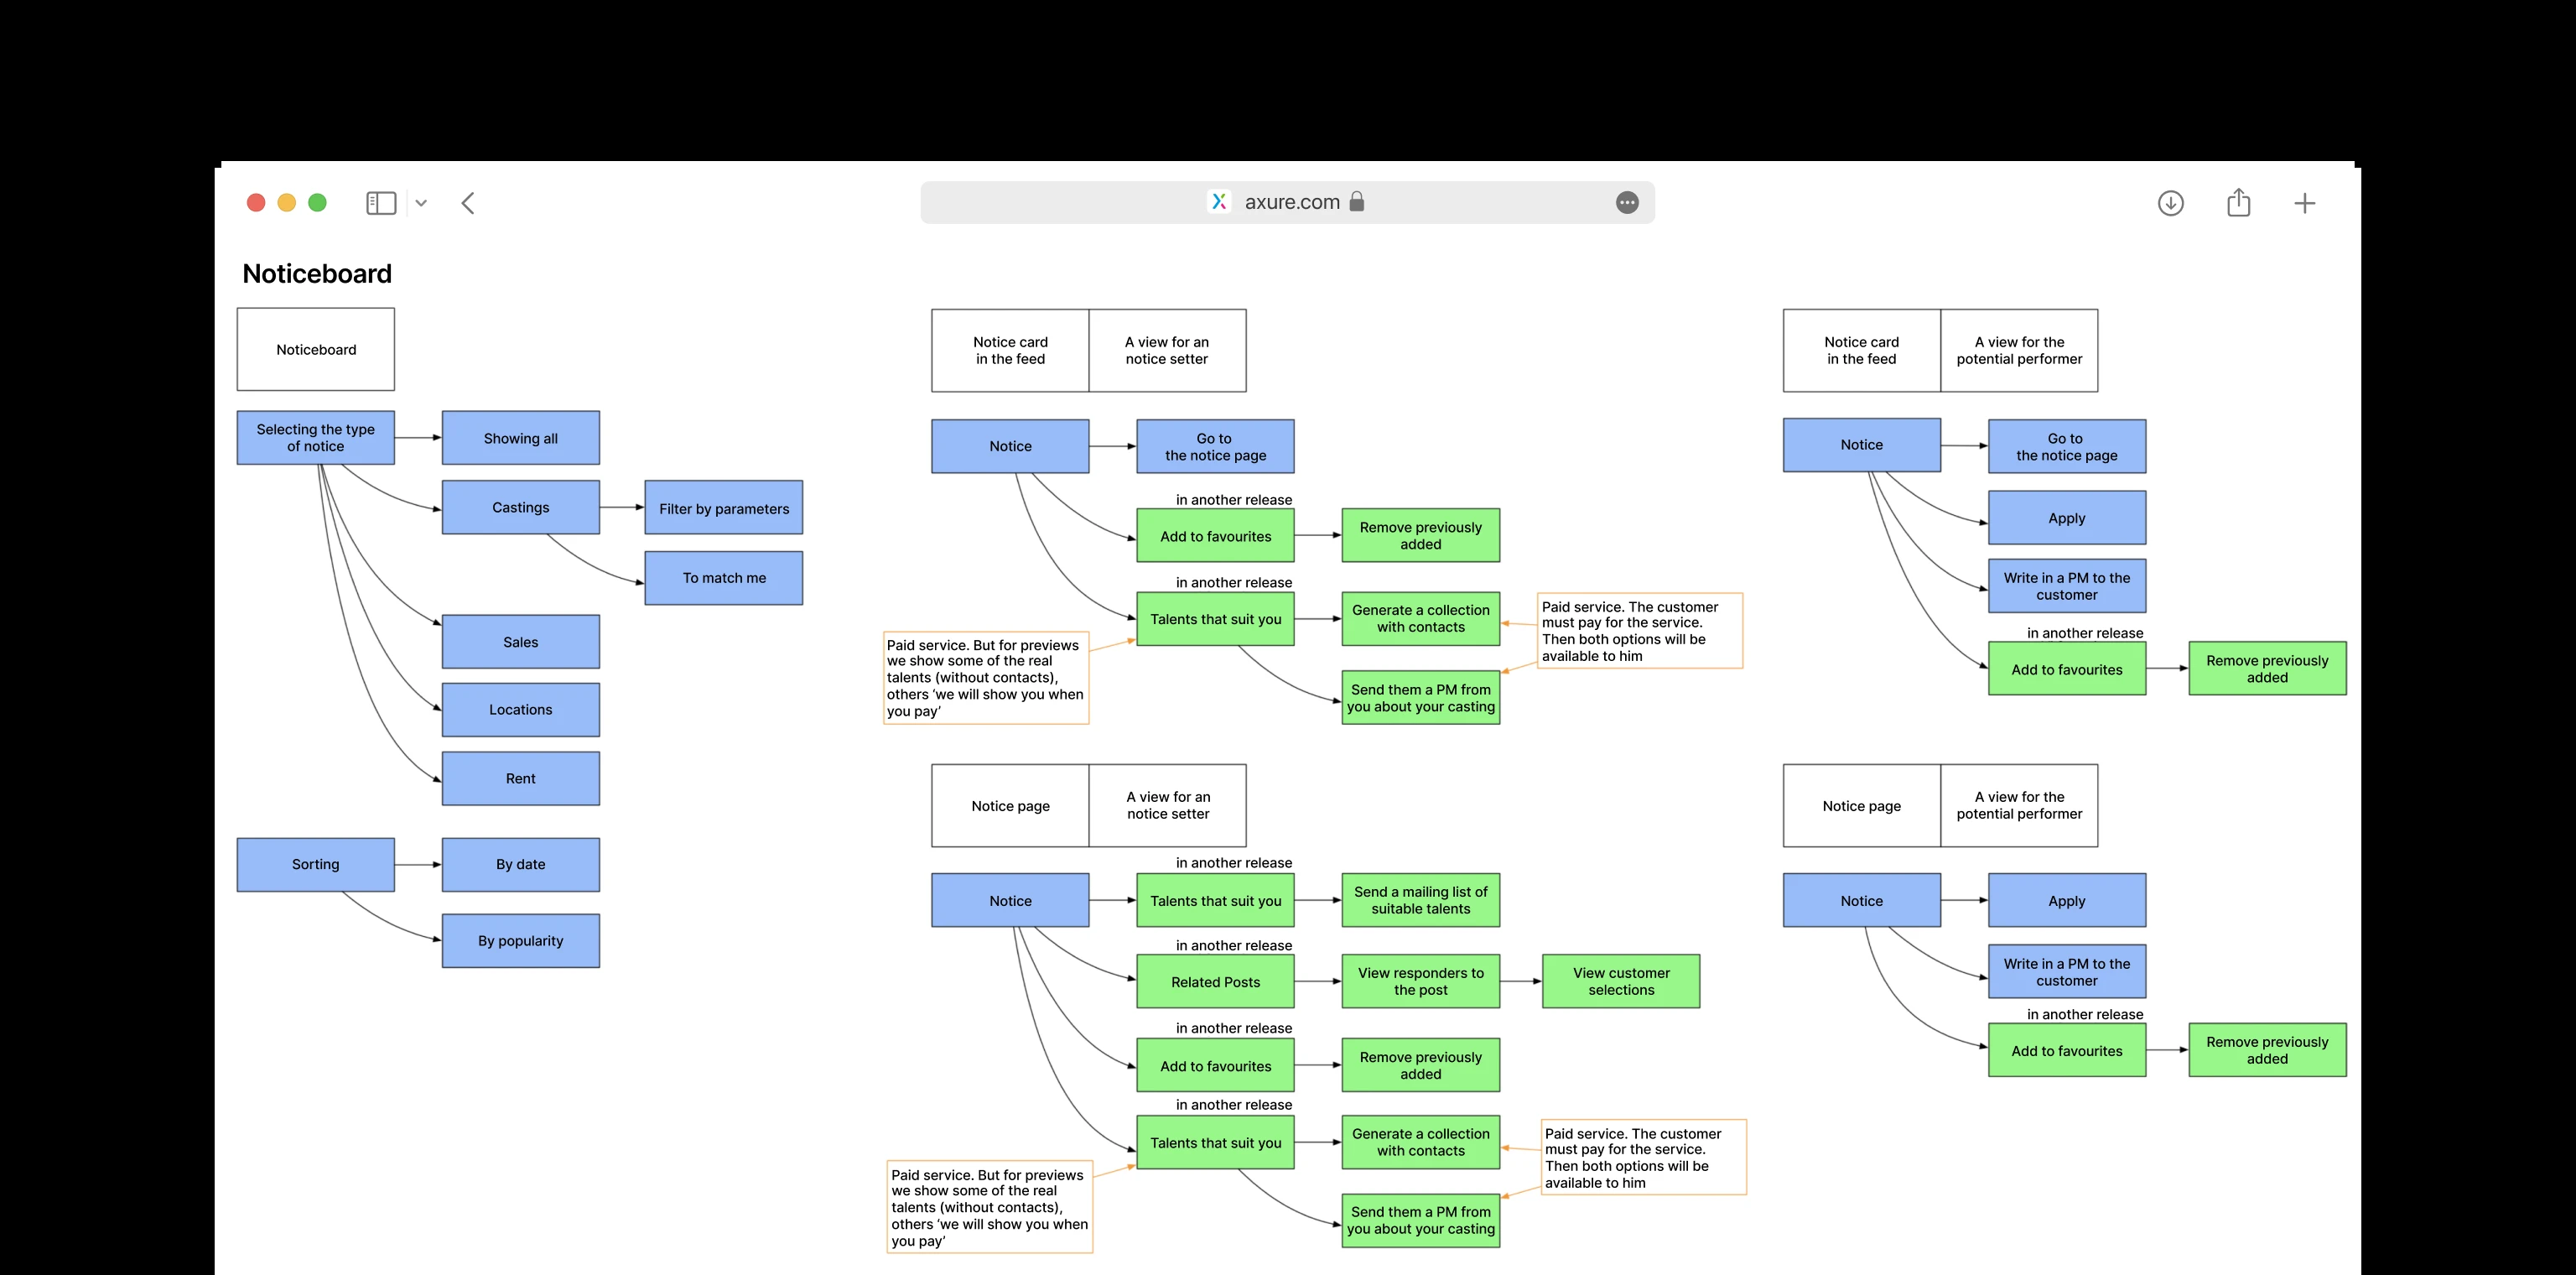 axure.com
Noticeboard
Noticeboard
Selecting the type
of notice
Showing all
Castings
Filter by parameters
To match me
Sales
Locations
Rent
Sorting
By date
By popularity
Notice card
in the feed
A view for an
notice setter
Notice
Go to
the notice page
in another release
Add to favourites
Remove previously
added
in another release
Talents that suit you
Generate a collection
with contacts
Send them a PM from
you about your casting
Paid service. But for previews
we show some of the real
talents (without contacts),
others ‘we will show you when
you pay’
Paid service. The customer
must pay for the service.
Then both options will be
available to him
Notice page
A view for an
notice setter
Notice
in another release
Talents that suit you
Send a mailing list of
suitable talents
in another release
Related Posts
View responders to
the post
View customer
selections
in another release
Add to favourites
Remove previously
added
in another release
Talents that suit you
Generate a collection
with contacts
Send them a PM from
you about your casting
Paid service. But for previews
we show some of the real
talents (without contacts),
others ‘we will show you when
you pay’
Paid service. The customer
must pay for the service.
Then both options will be
available to him
Notice card
in the feed
A view for the
potential performer
Notice
Go to
the notice page
Apply
Write in a PM to the
customer
in another release
Add to favourites
Remove previously
added
Notice page
A view for the
potential performer
Notice
Apply
Write in a PM to the
customer
in another release
Add to favourites
Remove previously
added